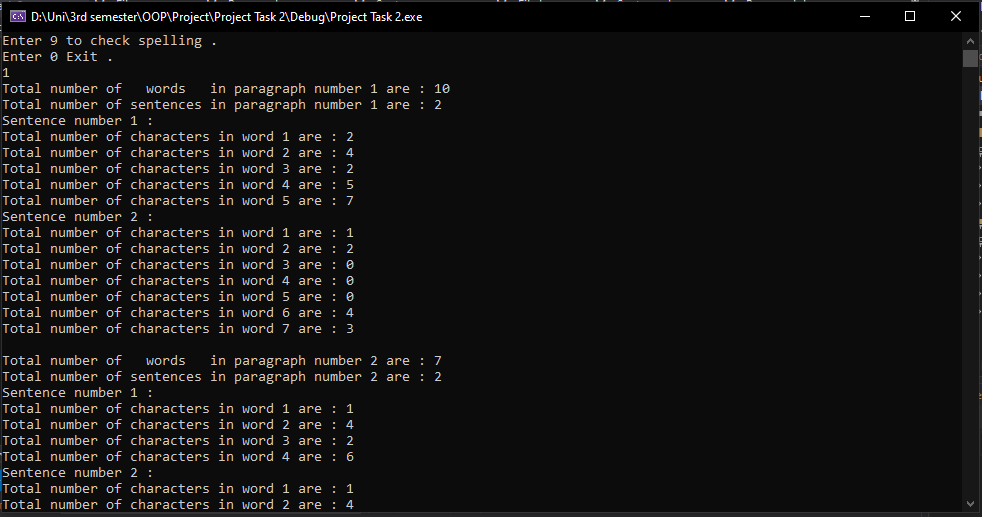 D:\Uni\3rd semester\OOP\Project\Project Task 2\Debug\Project Task 2.exe
Enter 9 to check spelling .
Enter 0 Exit .
1
Total number of   words   in paragraph number 1 are : 10
Total number of sentences in paragraph number 1 are : 2
Sentence number 1 :
Total number of characters in word 1 are : 2
Total number of characters in word 2 are : 4
Total number of characters in word 3 are : 2
Total number of characters in word 4 are : 5
Total number of characters in word 5 are : 7
Sentence number 2 :
Total number of characters in word 1 are : 1
Total number of characters in word 2 are : 2
Total number of characters in word 3 are : 0
Total number of characters in word 4 are : 0
Total number of characters in word 5 are : 0
Total number of characters in word 6 are : 4
Total number of characters in word 7 are : 3

Total number of   words   in paragraph number 2 are : 7
Total number of sentences in paragraph number 2 are : 2
Sentence number 1 :
Total number of characters in word 1 are : 1
Total number of characters in word 2 are : 4
Total number of characters in word 3 are : 2
Total number of characters in word 4 are : 6
Sentence number 2 :
Total number of characters in word 1 are : 1
Total number of characters in word 2 are : 4